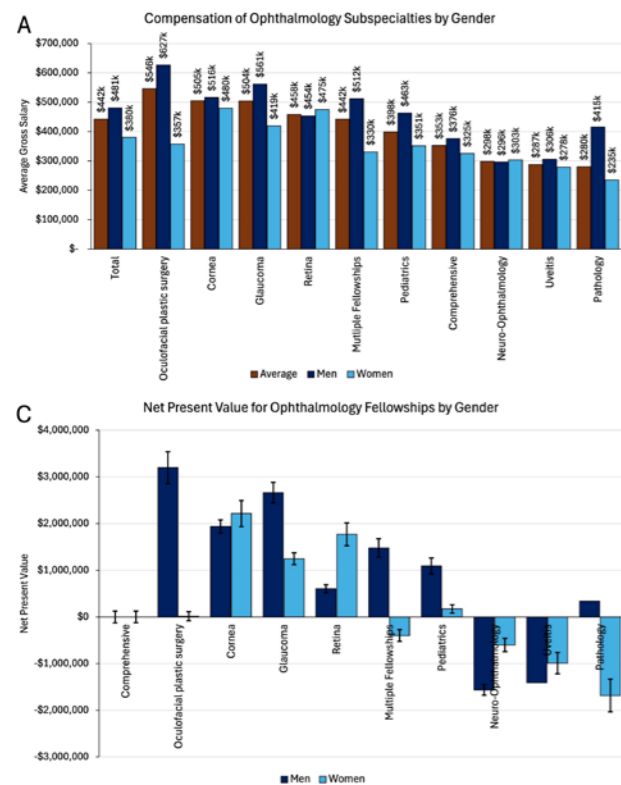 A
Compensation of Ophthalmology Subspecialties by Gender
Average Gross Salary
$700,000
$600,000
$500,000
$400,000
$300,000
$200,000
$100,000
$-
$442k
$481k
$380k
$546k
$627k
$357k
$505k
$516k
$480k
$504k
$561k
$419k
$458k
$454k
$475k
$442k
$512k
$330k
$398k
$463k
$351k
$353k
$376k
$325k
$298k
$296k
$303k
$287k
$306k
$278k
$280k
$415k
$235k
Total
Oculofacial plastic surgery
Cornea
Glaucoma
Retina
Mutliple Fellowships
Pediatrics
Comprehensive
Neuro-Ophthalmology
Uveitis
Pathology
Average Men Women
C
Net Present Value for Ophthalmology Fellowships by Gender
Net Present Value
$4,000,000
$3,000,000
$2,000,000
$1,000,000
$0
-$1,000,000
-$2,000,000
-$3,000,000
Comprehensive
Oculofacial plastic surgery
Cornea
Glaucoma
Retina
Multiple Fellowships
Pediatrics
Neuro-Ophthalmology
Uveitis
Pathology
Men Women